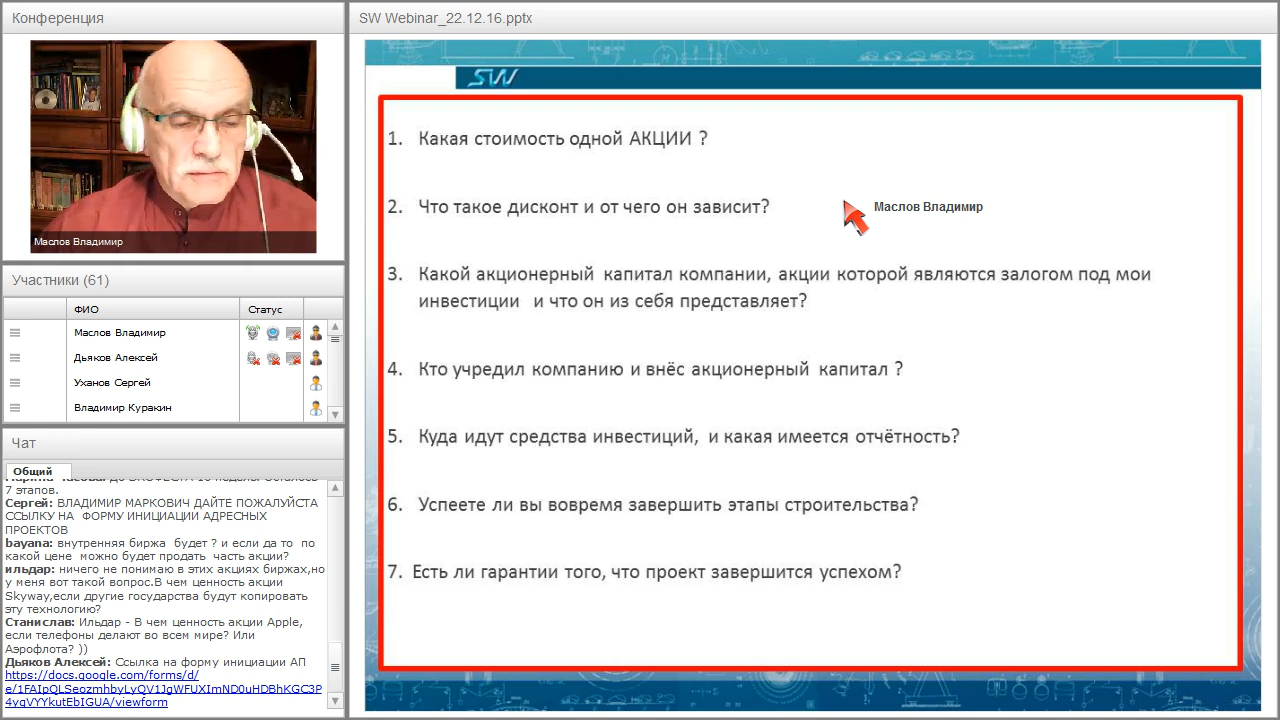 Конференция
Маслов Владимир
Участники (61)
ФИО
Статус
Маслов Владимир
Дьяков Алексей
Ухабин Сергей
Владимир Куракин
Чат
Общий
7 этапов.
Сергей: ВЛАДИМИР МАРКОВИЧ ДАЙТЕ ПОЖАЛУЙСТА
ССЫЛКУ НА ФОРМУ ИНИЦИАЦИИ АДРЕСНЫХ
ПРОЕКТОВ
bayana: внутренняя биржа будет ? и если да то по
какой цене можно будет продать часть акции?
ильдар: ничего не понимаю в этих акциях биржах,но
у меня вот такой вопрос.В чем ценность акции
Skyway,если другие государства будут копировать
эту технологию?
Станислав: Ильдар - В чем ценность акции Apple,
если телефоны делают во всем мире? Или
Аэрофлота? ))
Дьяков Алексей: Ссылка на форму инициации АП
https://docs.google.com/forms/d/
SW Webinar_22.12.16.pptx
SW
1. Какая стоимость одной АКЦИИ ?
2. Что такое дисконт и от чего он зависит?
Маслов Владимир
3. Какой акционерный капитал компании, акции которой являются залогом под мои
инвестиции и что он из себя представляет?
4. Кто учредил компанию и внёс акционерный капитал ?
5. Куда идут средства инвестиций, и какая имеется отчётность?
6. Успеете ли вы вовремя завершить этапы строительства?
7. Есть ли гарантии того, что проект завершится успехом?